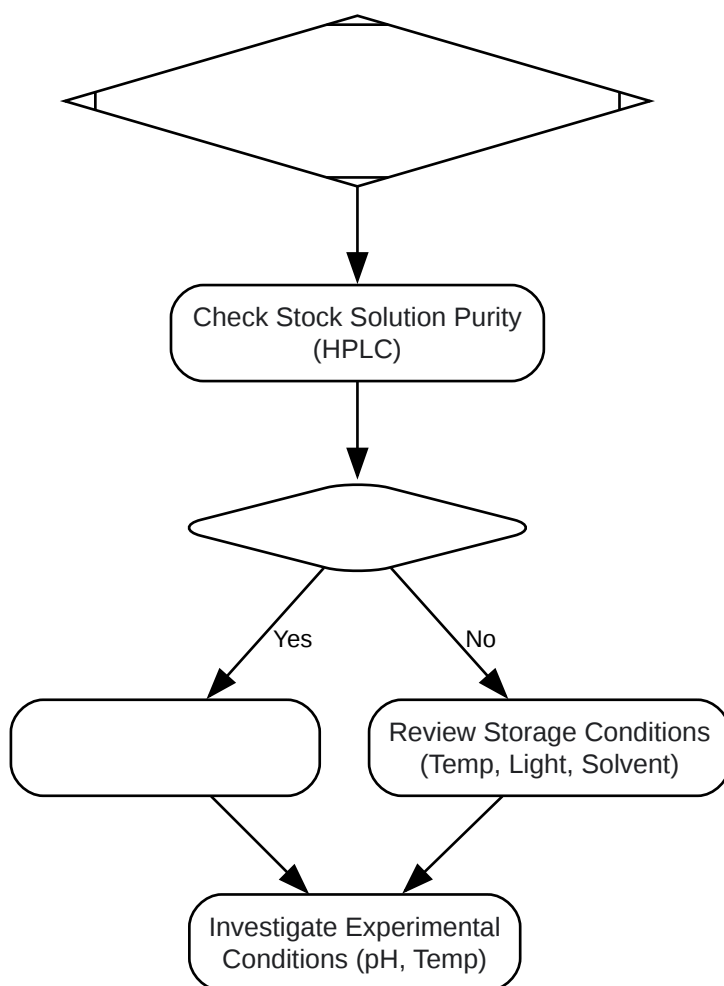 Check Stock Solution Purity
(HPLC)
Yes
No
Review Storage Conditions
(Temp, Light, Solvent)
Investigate Experimental
Conditions (pH, Temp)